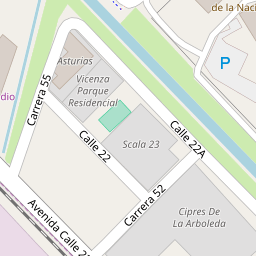 de la Naci
Asturias
P
Vicenza
Parque
Residencial
dio
Carrera 55
Calle 22
Calle 22A
Scala 23
Carrera 52
Cipres De
La Arboleda
Avenida Calle 2